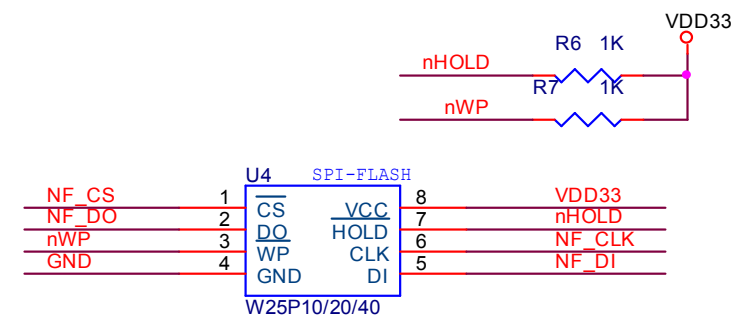 VDD33
R6 1K
nHOLD
R7 1K
nWP
U4 SPI-FLASH
NF_CS 1 CS VCC 8 VDD33
NF_DO 2 DO HOLD 7 nHOLD
nWP 3 WP CLK 6 NF_CLK
GND 4 GND DI 5 NF_DI
W25P10/20/40